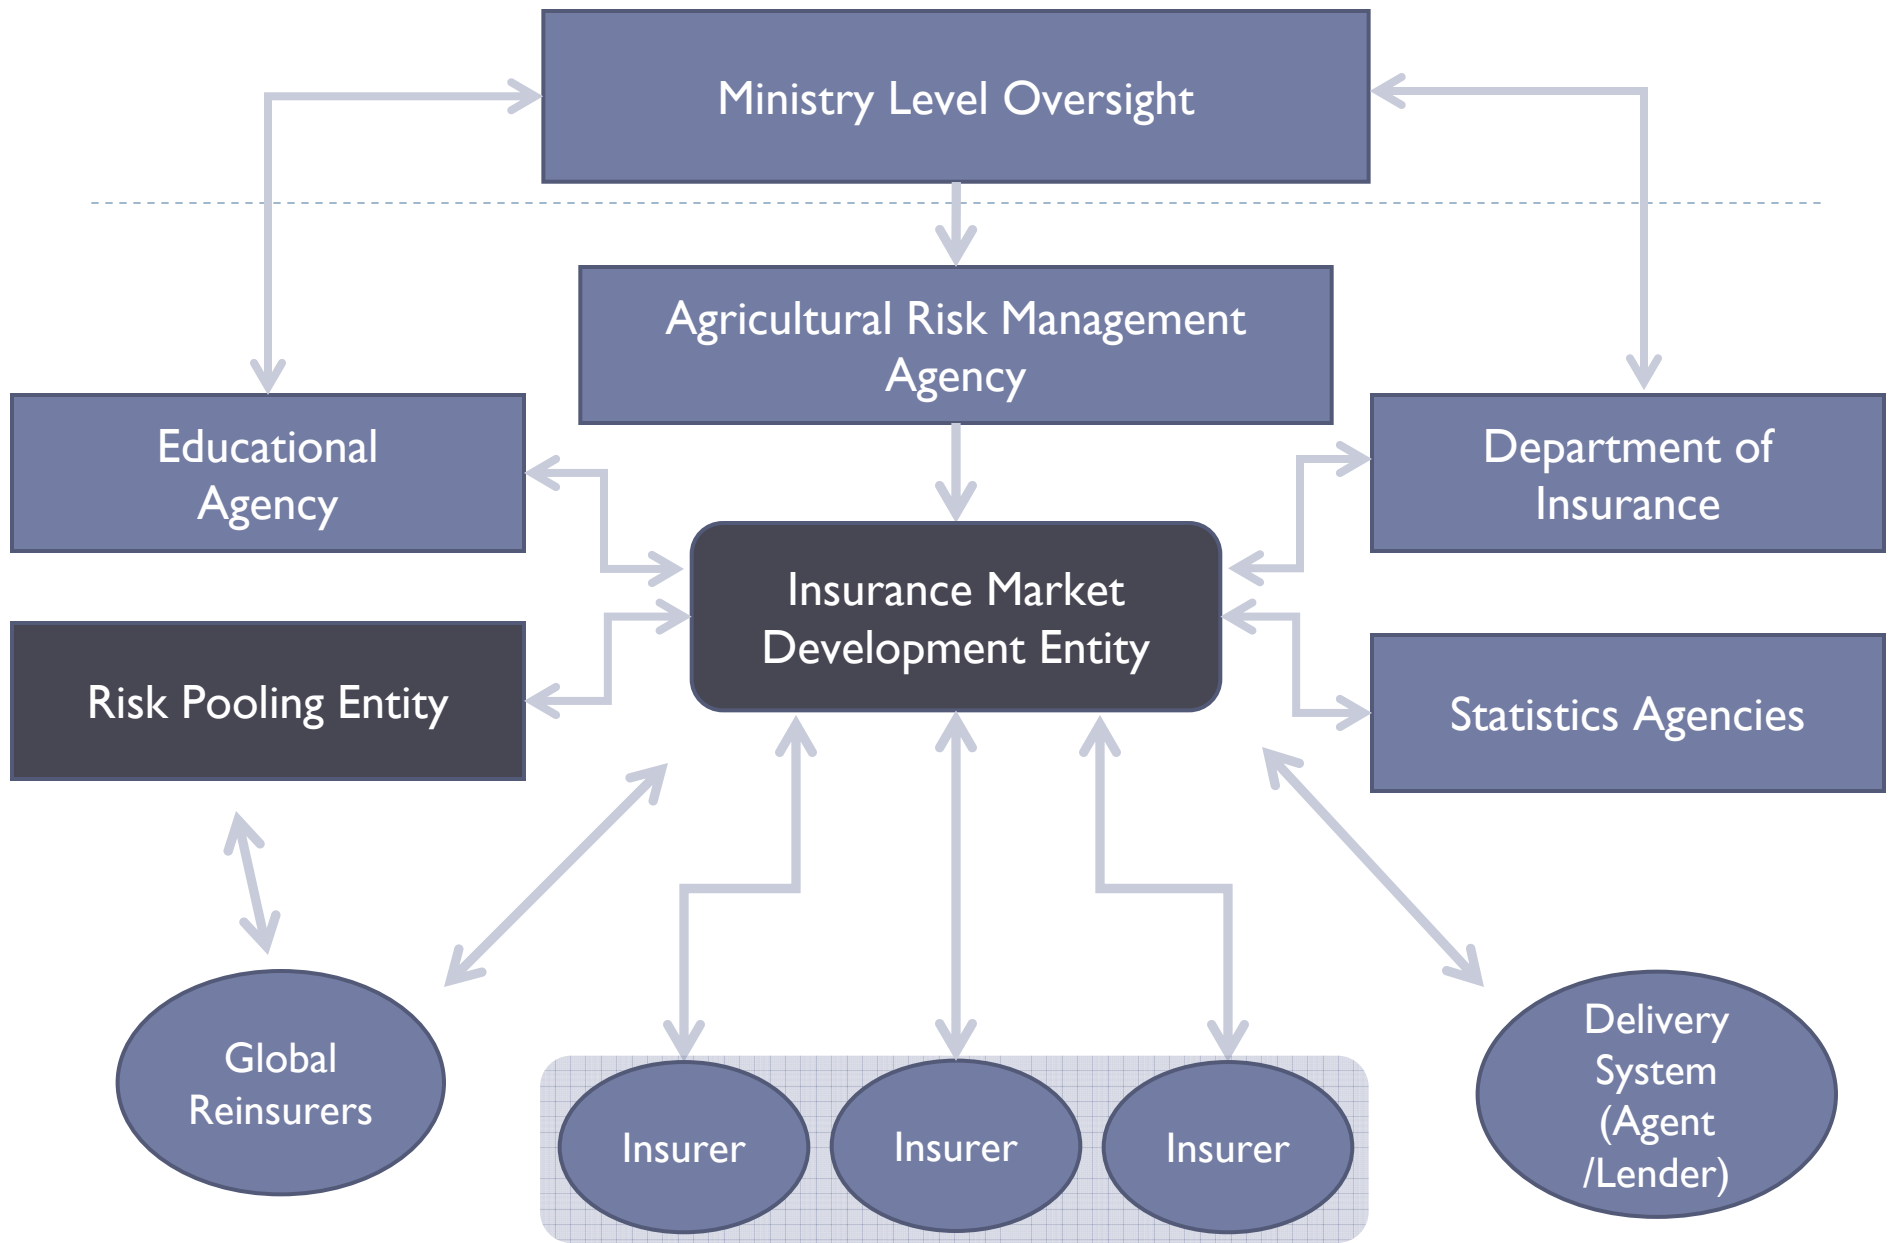 Ministry Level Oversight
Agricultural Risk Management
Agency
Educational
Agency
Department of
Insurance
Insurance Market
Development Entity
Risk Pooling Entity
Statistics Agencies
Global
Reinsurers
Insurer
Insurer
Insurer
Delivery
System
(Agent
/Lender)